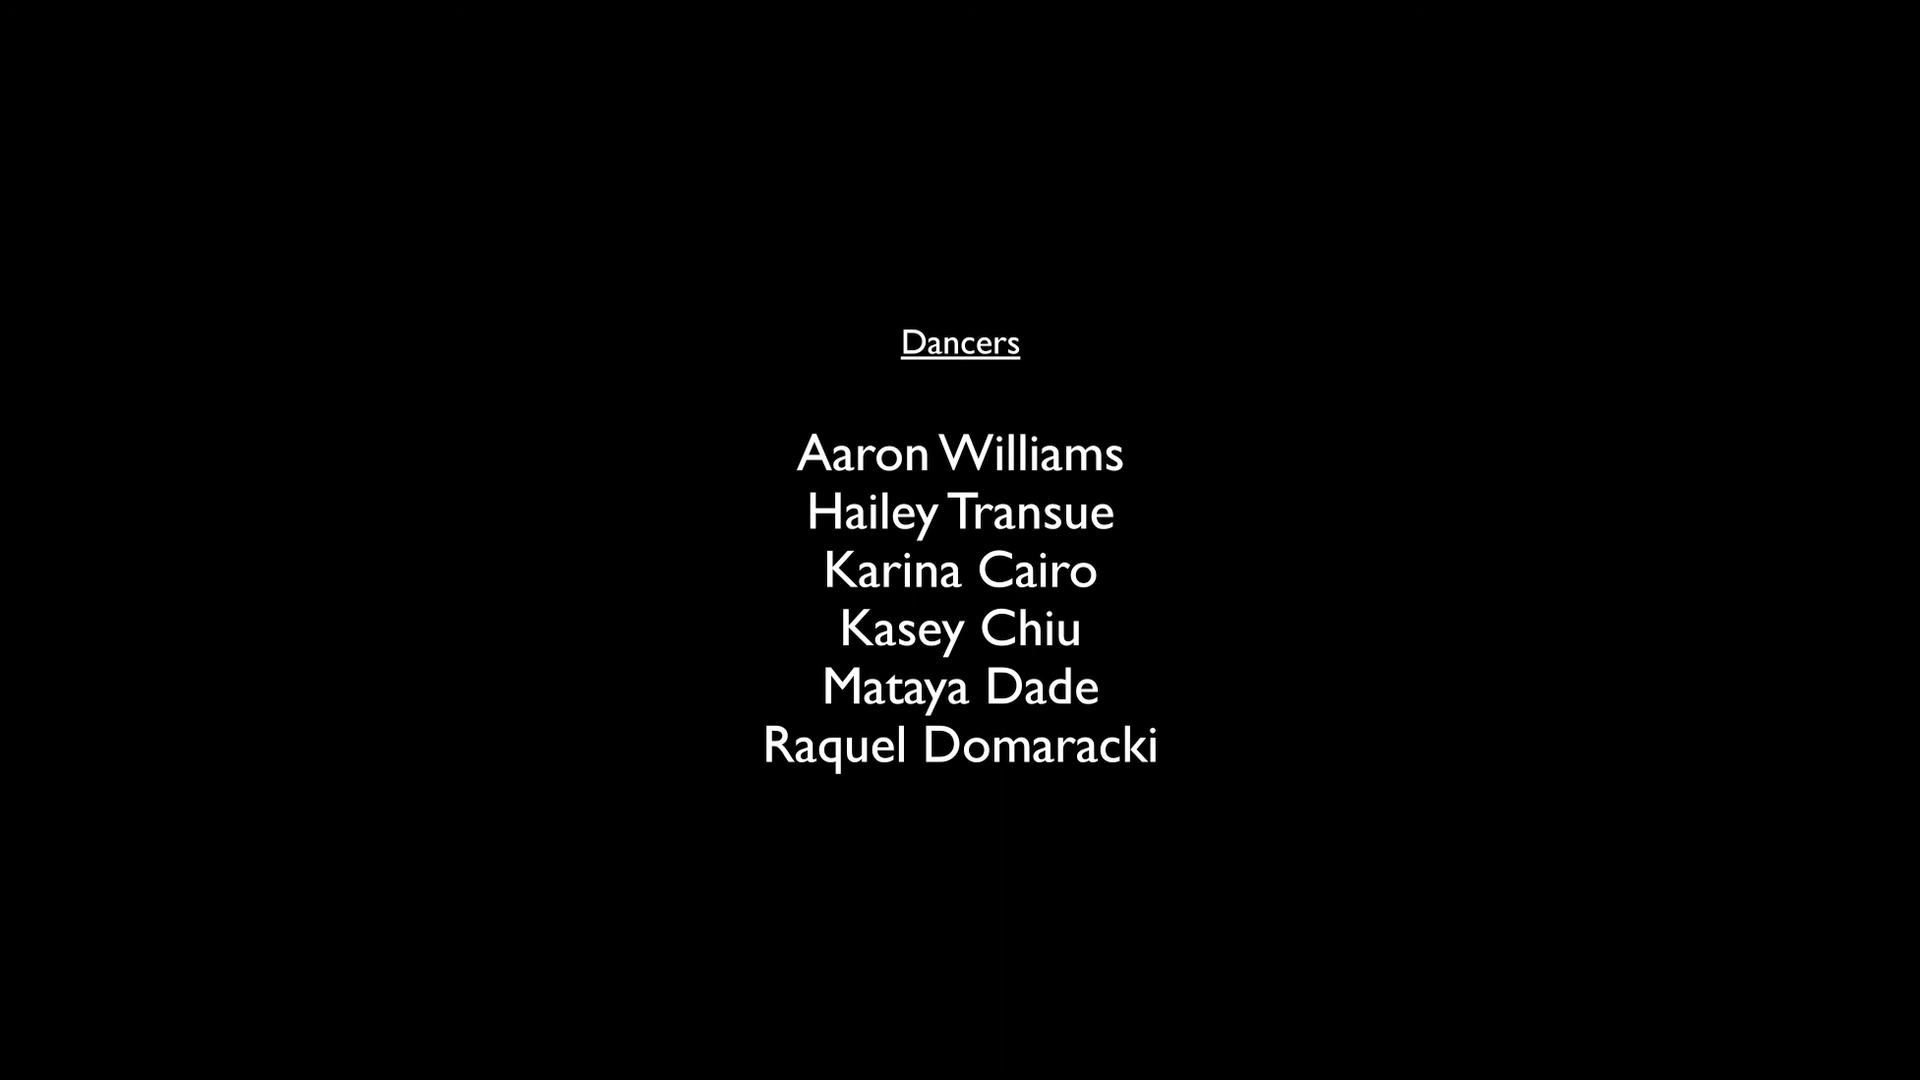 Dancers
Aaron Williams
Hailey Transue
Karina Cairo
Kasey Chiu
Mataya Dade
Raquel Domaracki